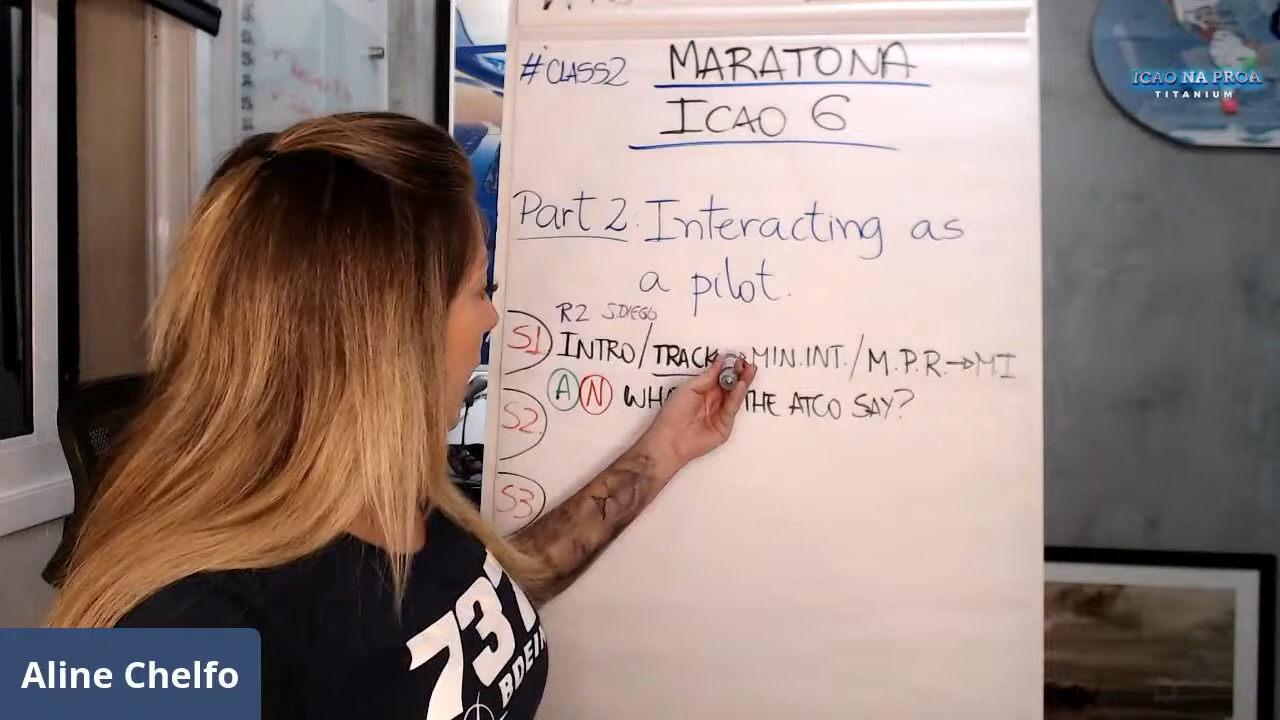 #CLASS2 MARATONA
ICAO 6
ICAO NA PROA
TITANIUM
Part 2: Interacting as
a pilot.
R2 S.DIEGO
S1 INTRO/TRACK → MIN.INT./M.P.R.→MI
A N THE ATCO SAY?
S2
S3
737
BOEIN
Aline Chelfo